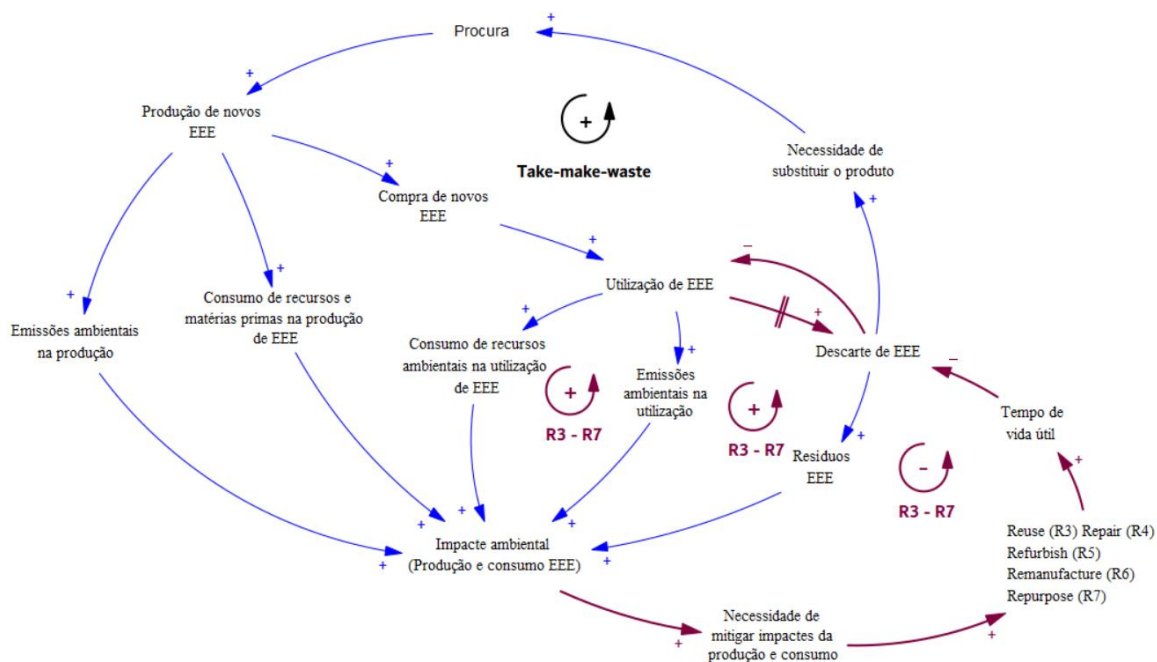 Procura
Produção de novos
EEE
+
Take-make-waste
Necessidade de
substituir o produto
Compra de novos
EEE
Utilização de EEE
Emissões ambientais
na produção
Consumo de recursos e
matérias primas na produção
de EEE
Consumo de recursos
ambientais na utilização
de EEE
Emissões
ambientais na
utilização
Descarte de EEE
+
R3 - R7
+
R3 - R7
Tempo de
vida útil
Resíduos
EEE
-
R3 - R7
Impacte ambiental
(Produção e consumo EEE)
Reuse (R3) Repair (R4)
Refurbish (R5)
Remanufacture (R6)
Repurpose (R7)
Necessidade de
mitigar impactes da
produção e consumo